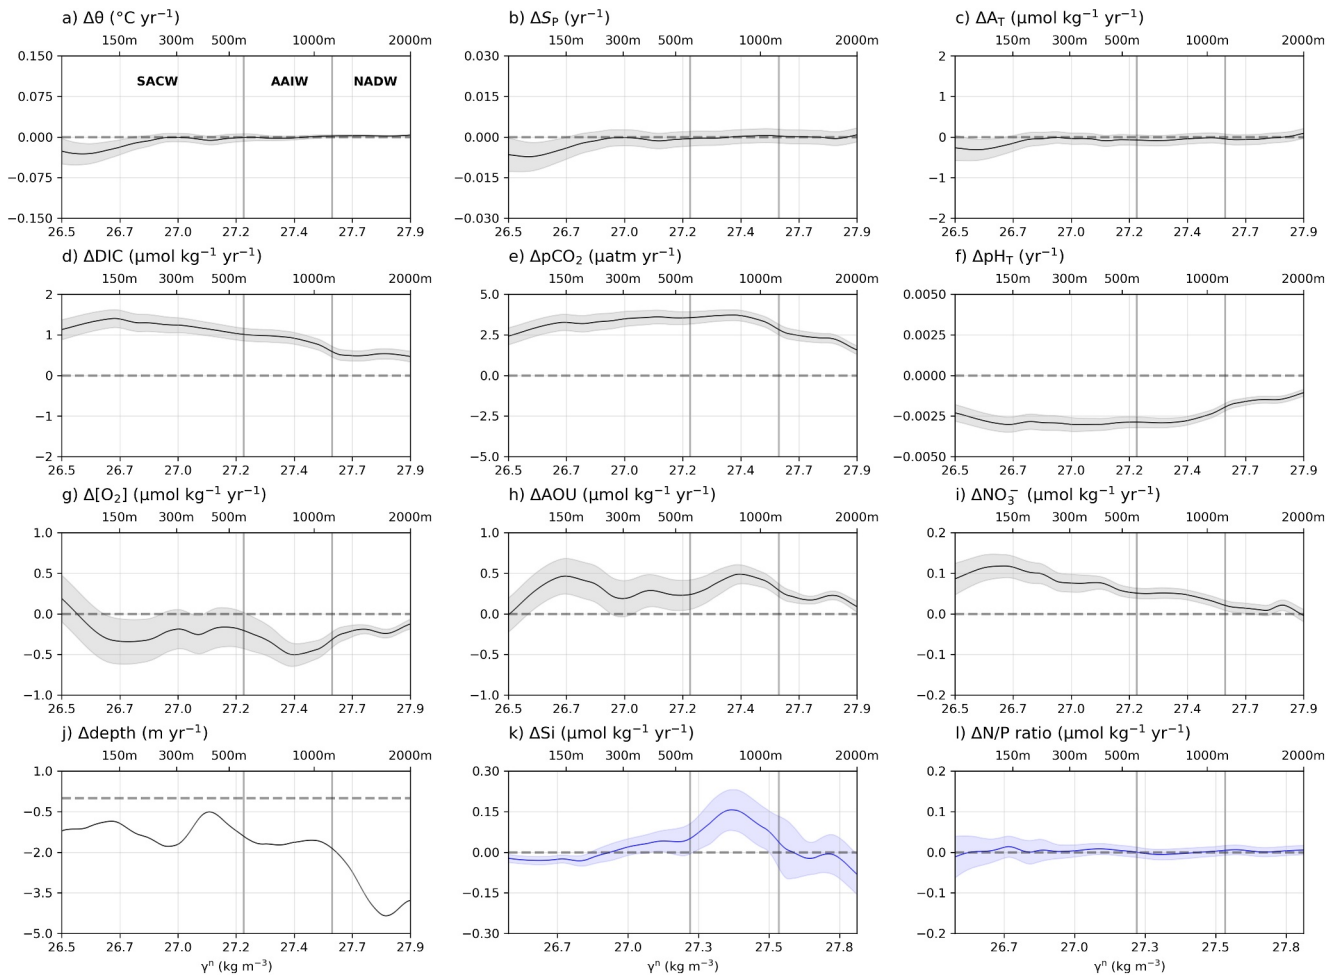 a) Δθ (°C yr⁻¹)
150m 300m 500m 1000m 2000m
0.150
0.075
0.000
−0.075
−0.150
SACW AAIW NADW
26.5 26.7 27.0 27.2 27.4 27.7 27.9
b) ΔSₚ (yr⁻¹)
150m 300m 500m 1000m 2000m
0.030
0.015
0.000
−0.015
−0.030
26.5 26.7 27.0 27.2 27.4 27.7 27.9
c) ΔA_T (μmol kg⁻¹ yr⁻¹)
150m 300m 500m 1000m 2000m
2
1
0
−1
−2
26.5 26.7 27.0 27.2 27.4 27.7 27.9
d) ΔDIC (μmol kg⁻¹ yr⁻¹)
150m 300m 500m 1000m 2000m
2
1
0
−1
−2
26.5 26.7 27.0 27.2 27.4 27.7 27.9
e) ΔpCO₂ (μatm yr⁻¹)
150m 300m 500m 1000m 2000m
5.0
2.5
0.0
−2.5
−5.0
26.5 26.7 27.0 27.2 27.4 27.7 27.9
f) ΔpH_T (yr⁻¹)
150m 300m 500m 1000m 2000m
0.0050
0.0025
0.0000
−0.0025
−0.0050
26.5 26.7 27.0 27.2 27.4 27.7 27.9
g) Δ[O₂] (μmol kg⁻¹ yr⁻¹)
150m 300m 500m 1000m 2000m
1.0
0.5
0.0
−0.5
−1.0
26.5 26.7 27.0 27.2 27.4 27.7 27.9
h) ΔAOU (μmol kg⁻¹ yr⁻¹)
150m 300m 500m 1000m 2000m
1.0
0.5
0.0
−0.5
−1.0
26.5 26.7 27.0 27.2 27.4 27.7 27.9
i) ΔNO₃⁻ (μmol kg⁻¹ yr⁻¹)
150m 300m 500m 1000m 2000m
0.2
0.1
0.0
−0.1
−0.2
26.5 26.7 27.0 27.2 27.4 27.7 27.9
j) Δdepth (m yr⁻¹)
150m 300m 500m 1000m 2000m
1.0
−0.5
−2.0
−3.5
−5.0
26.5 26.7 27.0 27.2 27.4 27.7 27.9
γⁿ (kg m⁻³)
k) ΔSi (μmol kg⁻¹ yr⁻¹)
150m 300m 500m 1000m 2000m
0.30
0.15
0.00
−0.15
−0.30
26.7 27.0 27.3 27.5 27.8
γⁿ (kg m⁻³)
l) ΔN/P ratio (μmol kg⁻¹ yr⁻¹)
150m 300m 500m 1000m 2000m
0.2
0.1
0.0
−0.1
−0.2
26.7 27.0 27.3 27.5 27.8
γⁿ (kg m⁻³)